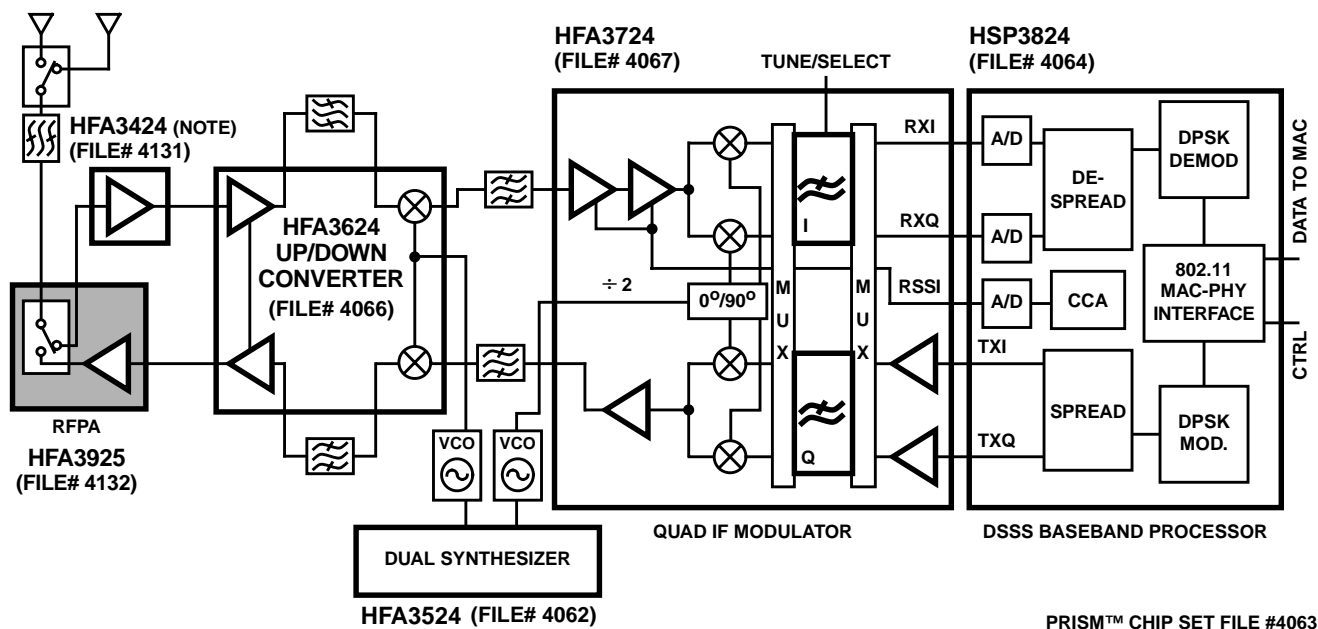 HFA3424 (NOTE)
(FILE# 4131)
HFA3624
UP/DOWN
CONVERTER
(FILE# 4066)
RFPA
HFA3925
(FILE# 4132)
VCO
VCO
DUAL SYNTHESIZER
HFA3524 (FILE# 4062)
HFA3724
(FILE# 4067)
TUNE/SELECT
÷ 2
0°/90°
M
U
X
I
Q
M
U
X
RXI
RXQ
RSSI
TXI
TXQ
QUAD IF MODULATOR
HSP3824
(FILE# 4064)
A/D
A/D
A/D
DE-
SPREAD
CCA
SPREAD
DPSK
DEMOD
802.11
MAC-PHY
INTERFACE
DPSK
MOD.
DATA TO MAC
CTRL
DSSS BASEBAND PROCESSOR
PRISM™ CHIP SET FILE #4063